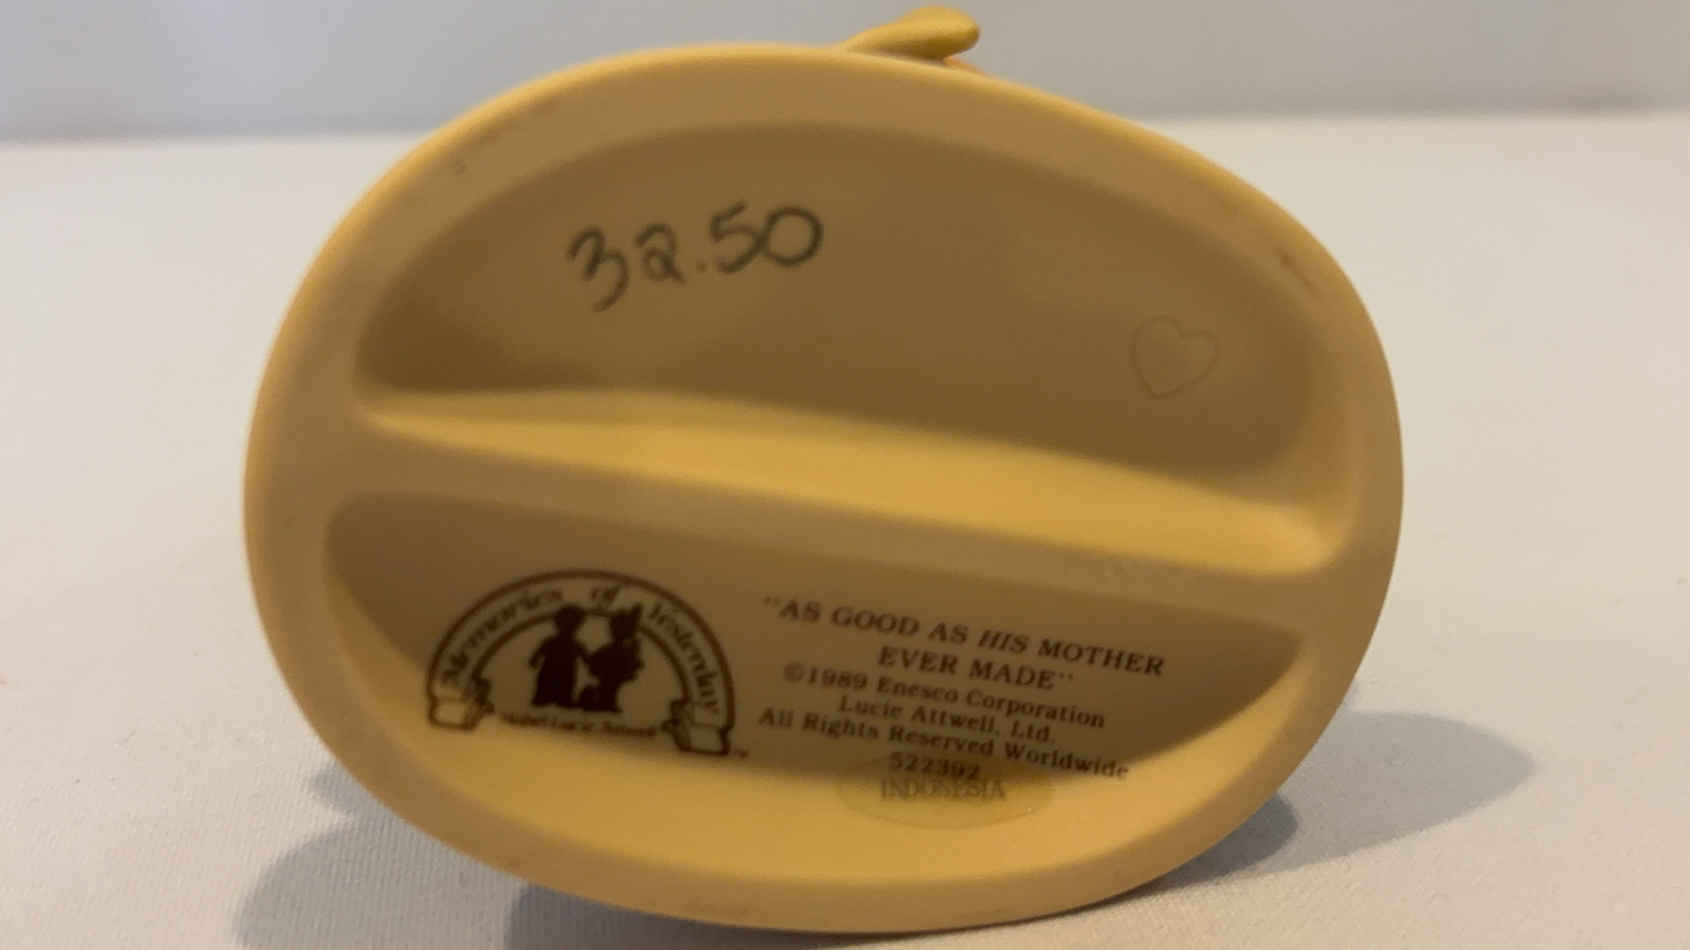 32.50
Memories of Yesterday
"AS GOOD AS HIS MOTHER
EVER MADE"
©1989 Enesco Corporation
Lucie Attwell, Ltd.
All Rights Reserved Worldwide
522392
INDONESIA
TM